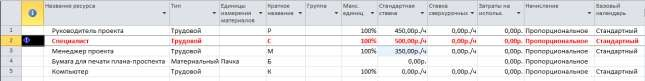 Название ресурса Тип Единицы измерения материалов Краткое название Группа Макс. единиц Стандартная ставка Ставка сверхурочных Затраты на использ. Начисление Базовый календарь
1 Руководитель проекта Трудовой Р 100% 450,00р./ч 0,00р./ч 0,00р. Пропорциональное Стандартный
2 Специалист Трудовой С 100% 500,00р./ч 0,00р./ч 0,00р. Пропорциональное Стандартный
3 Менеджер проекта Трудовой М 100% 350,00р./ч 0,00р./ч 0,00р. Пропорциональное Стандартный
4 Бумага для печати плана-проспекта Материальный Пачка Б 0,00р. 0,00р. Пропорциональное
5 Компьютер Трудовой К 100% 0,00р./ч 0,00р./ч 0,00р. Пропорциональное Стандартный